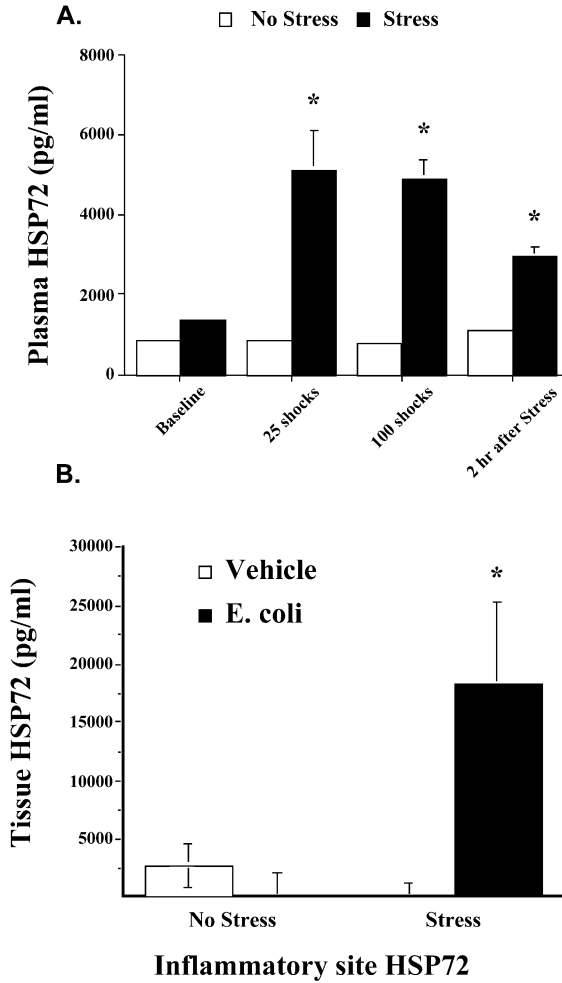 A.
No Stress Stress
Plasma HSP72 (pg/ml)
8000
6000
4000
2000
0
*
*
*
Baseline
25 shocks
100 shocks
2 hr after Stress
B.
Tissue HSP72 (pg/ml)
30000
25000
20000
15000
10000
5000
Vehicle
E. coli
*
No Stress Stress
Inflammatory site HSP72